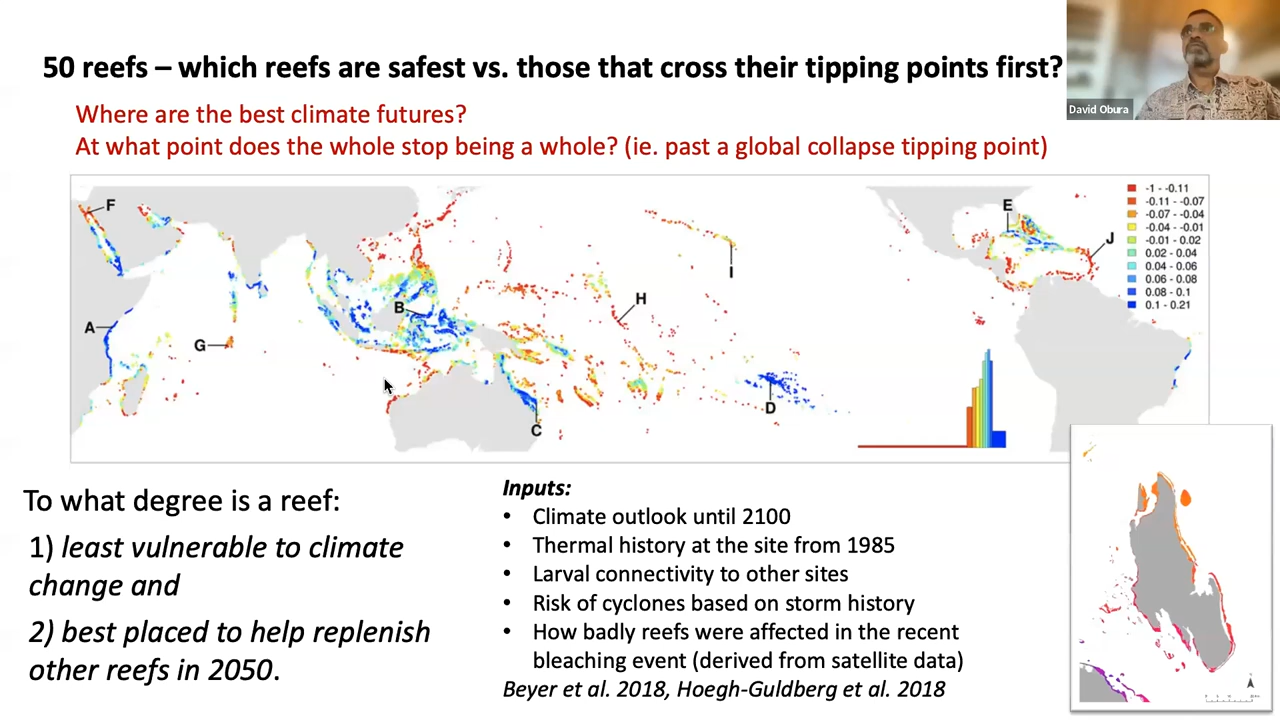 50 reefs – which reefs are safest vs. those that cross their tipping points first?
David Obura
Where are the best climate futures?
At what point does the whole stop being a whole? (ie. past a global collapse tipping point)
F
E
J
I
H
B
A
G
D
C
-1 - -0.11
-0.11 - -0.07
-0.07 - -0.04
-0.04 - -0.01
-0.01 - 0.02
0.02 - 0.04
0.04 - 0.06
0.06 - 0.08
0.08 - 0.1
0.1 - 0.21
To what degree is a reef:
1) least vulnerable to climate
change and
2) best placed to help replenish
other reefs in 2050.
Inputs:
• Climate outlook until 2100
• Thermal history at the site from 1985
• Larval connectivity to other sites
• Risk of cyclones based on storm history
• How badly reefs were affected in the recent
bleaching event (derived from satellite data)
Beyer et al. 2018, Hoegh-Guldberg et al. 2018